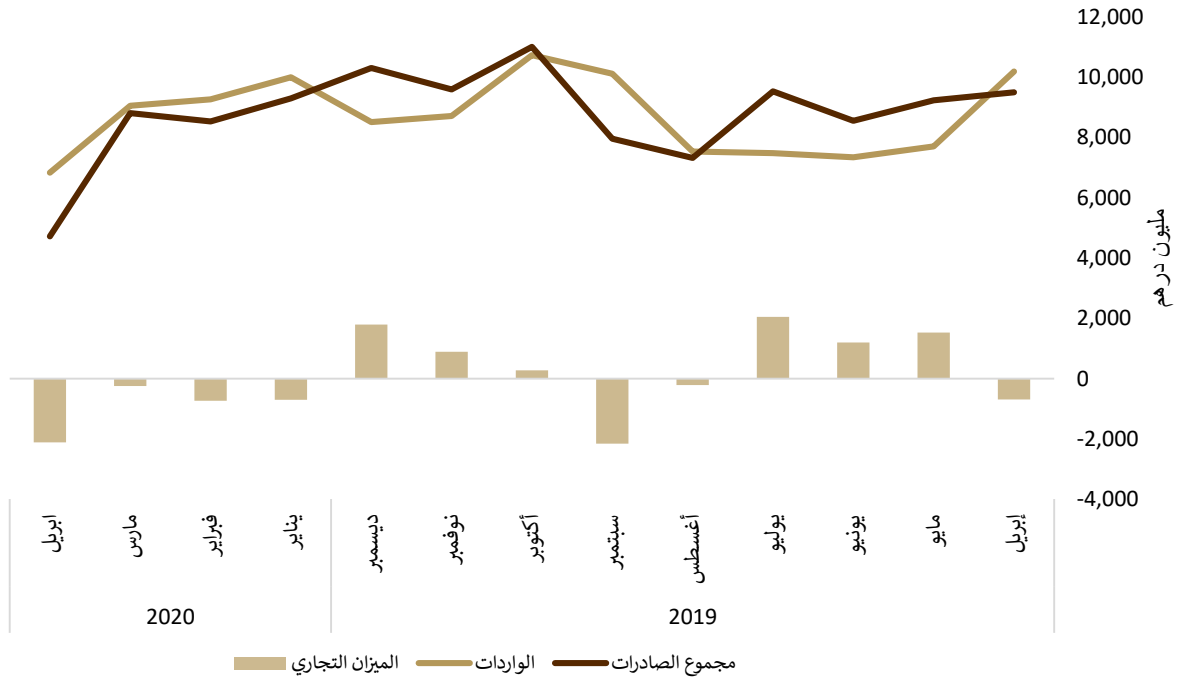 12,000
10,000
8,000
6,000
4,000
2,000
0
-2,000
-4,000
مليون درهم
إبريل
مايو
يونيو
يوليو
أغسطس
سبتمبر
أكتوبر
نوفمبر
ديسمبر
يناير
فبراير
مارس
ابريل
2019
2020
مجموع الصادرات
الواردات
الميزان التجاري